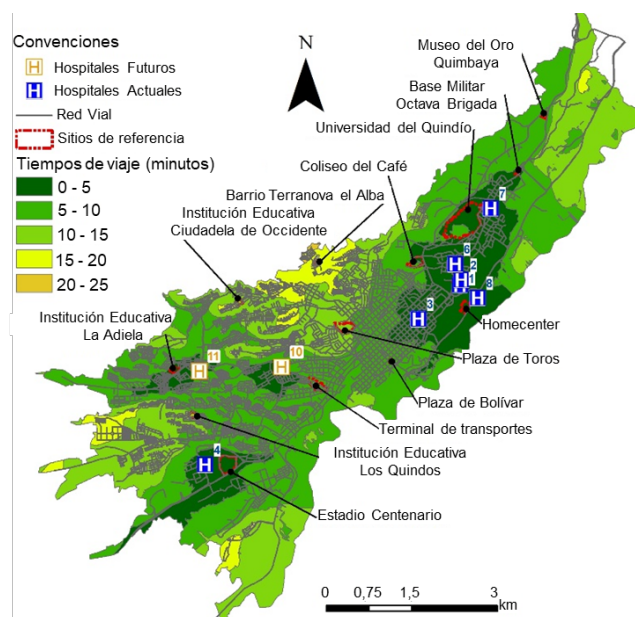 Convenciones
H Hospitales Futuros
H Hospitales Actuales
Red Vial
Sitios de referencia
Tiempos de viaje (minutos)
0 - 5
5 - 10
10 - 15
15 - 20
20 - 25
N
Museo del Oro
Quimbaya
Base Militar
Octava Brigada
Universidad del Quindío
Coliseo del Café
Barrio Terranova el Alba
Institución Educativa
Ciudadela de Occidente
Institución Educativa
La Adiela
H 7
6
H 2
H 1
H 8
H 3
Homecenter
Plaza de Toros
H 11
H 10
Plaza de Bolívar
Terminal de transportes
Institución Educativa
Los Quindos
H 4
Estadio Centenario
0 0,75 1,5 3
km